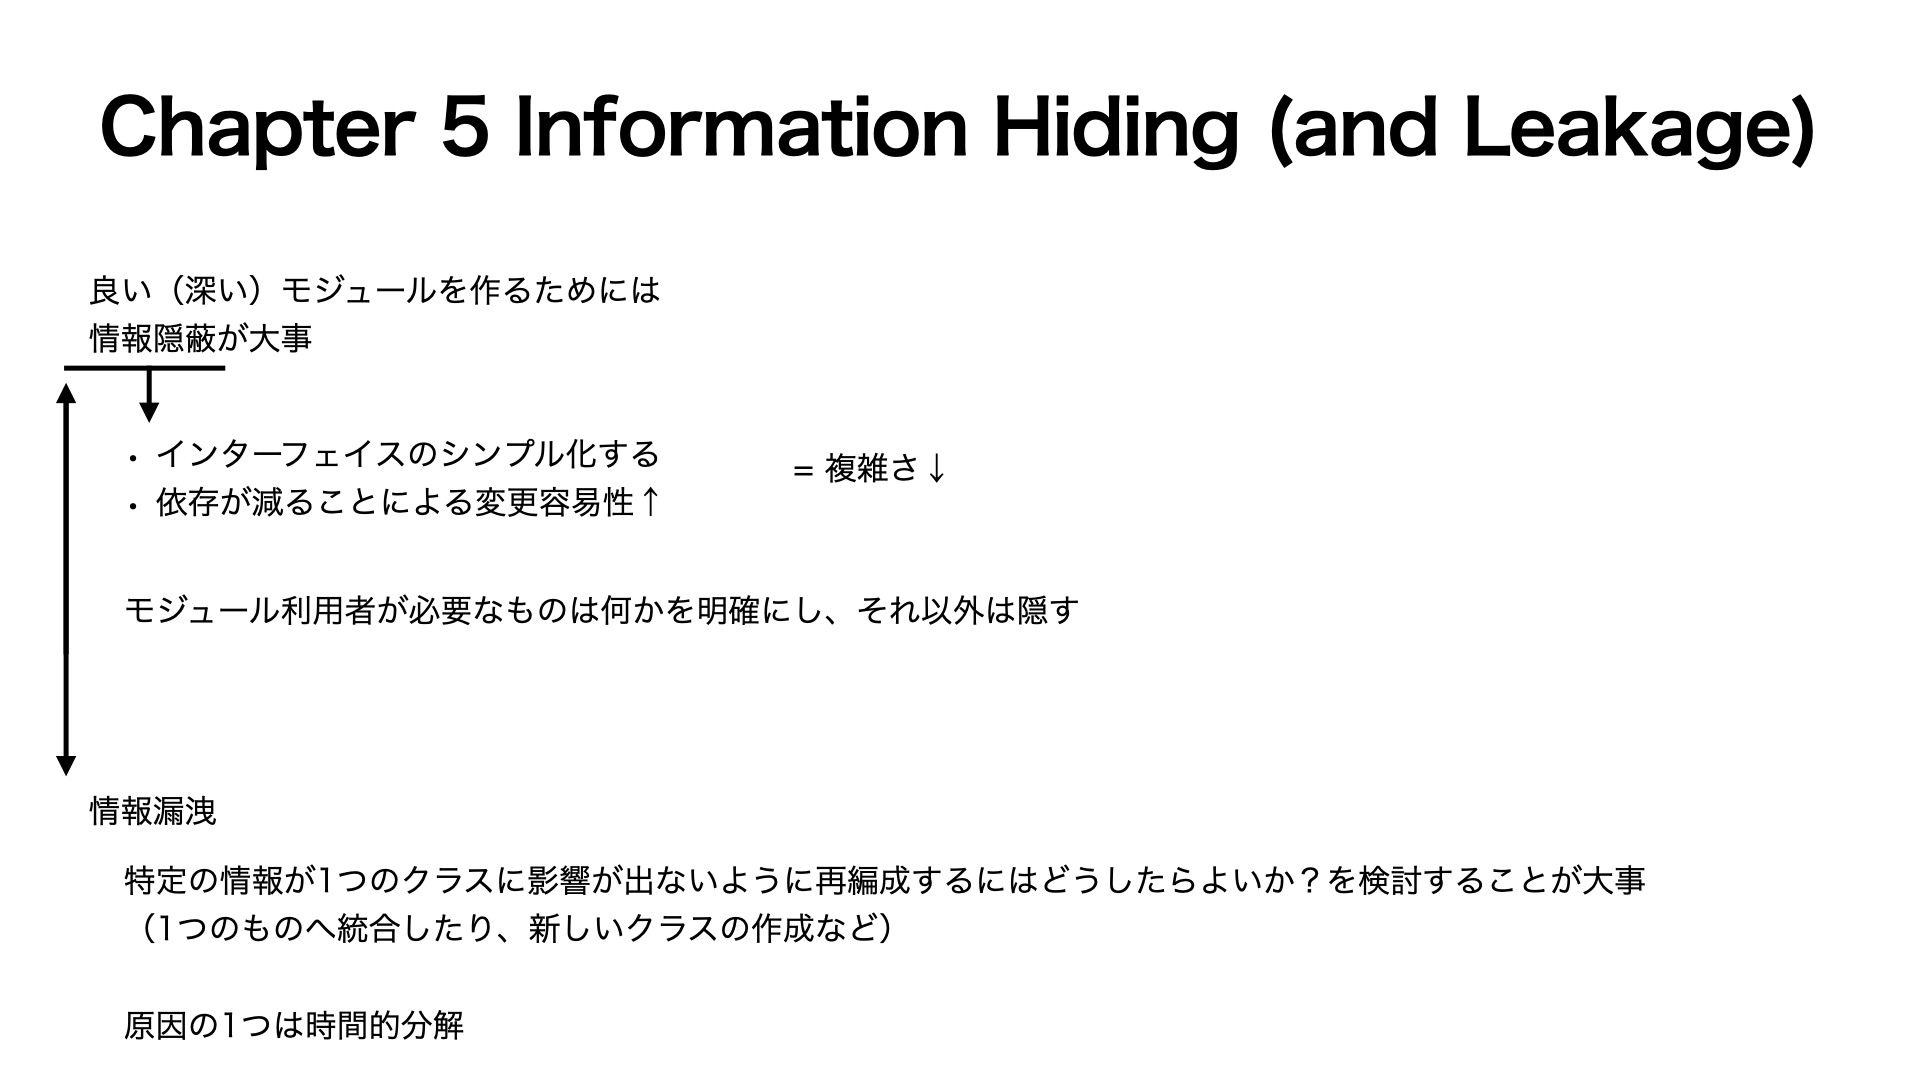 Chapter 5 Information Hiding (and Leakage)
良い（深い）モジュールを作るためには
情報隠蔽が大事
・インターフェイスのシンプル化する
・依存が減ることによる変更容易性↑
= 複雑さ↓
モジュール利用者が必要なものは何かを明確にし、それ以外は隠す
情報漏洩
特定の情報が1つのクラスに影響が出ないように再編成するにはどうしたらよいか？を検討することが大事
（1つのものへ統合したり、新しいクラスの作成など）
原因の1つは時間的分解